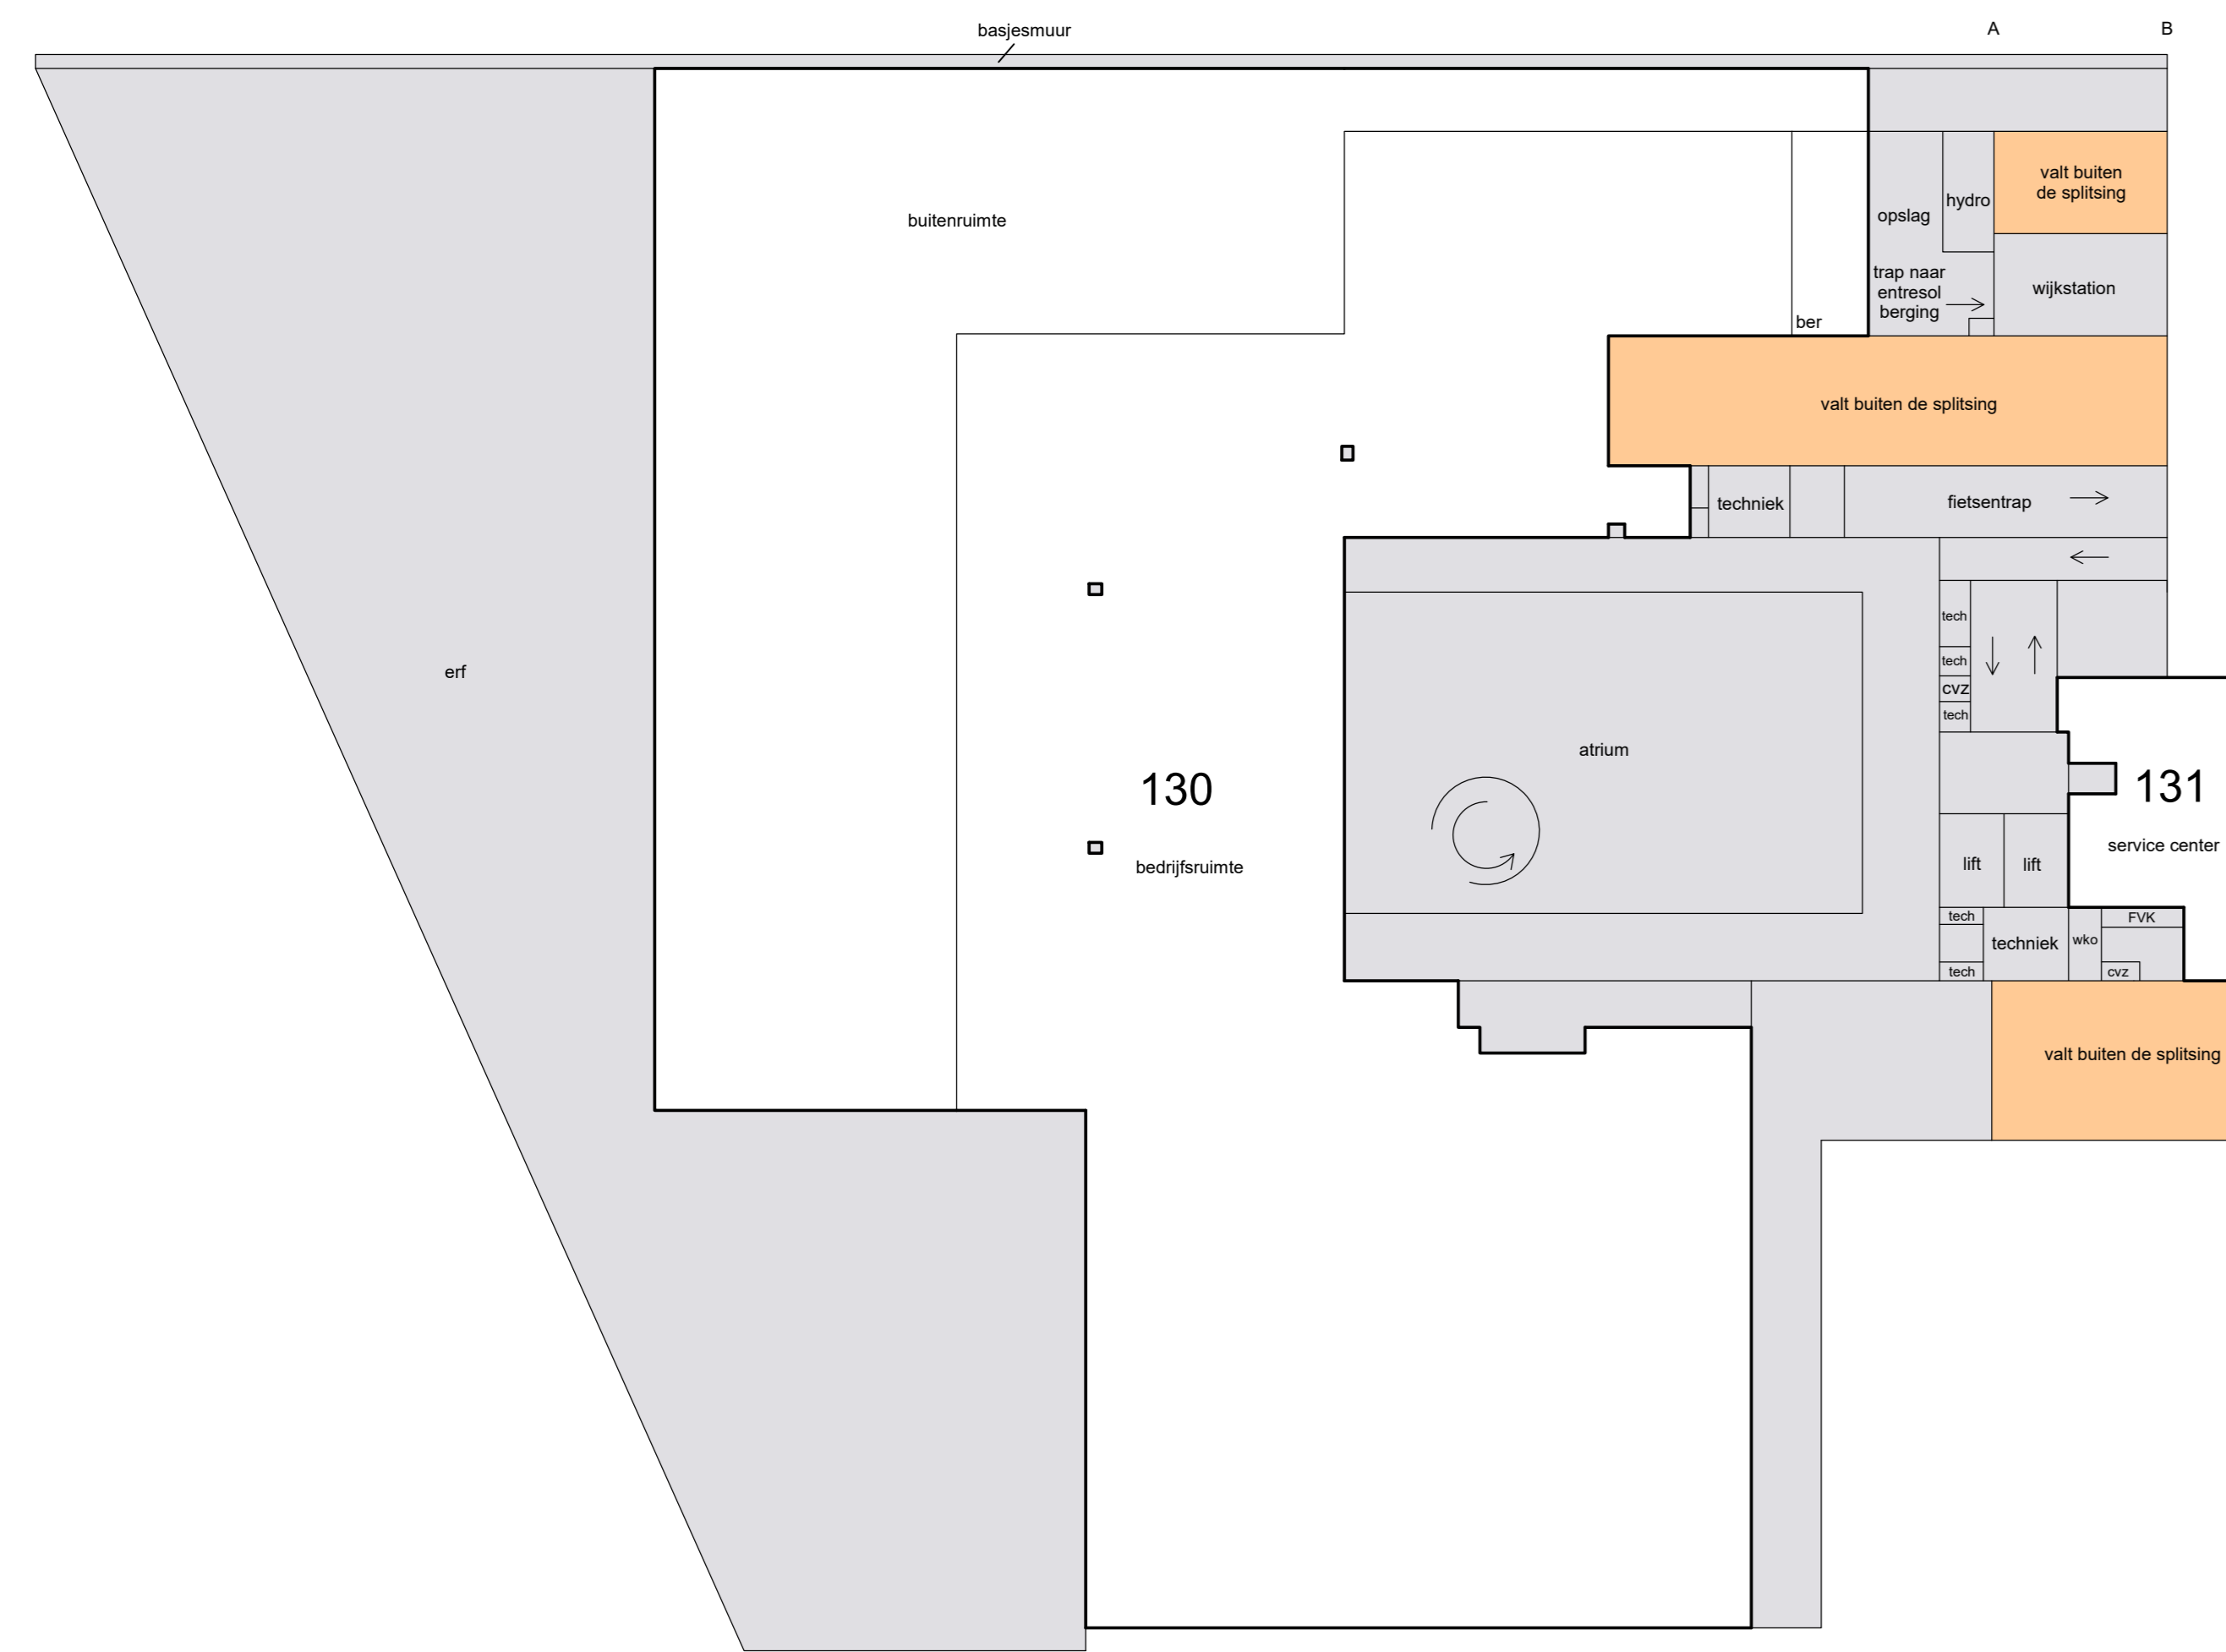 basjesmuur
A
B
valt buiten
de splitsing
buitenruimte
opslag
hydro
trap naar
entresol
berging
wijkstation
ber
valt buiten de splitsing
techniek
fietsentrap
tech
tech
cvz
tech
erf
atrium
130
bedrijfsruimte
131
service center
lift
lift
tech
techniek
wko
FVK
tech
cvz
valt buiten de splitsing